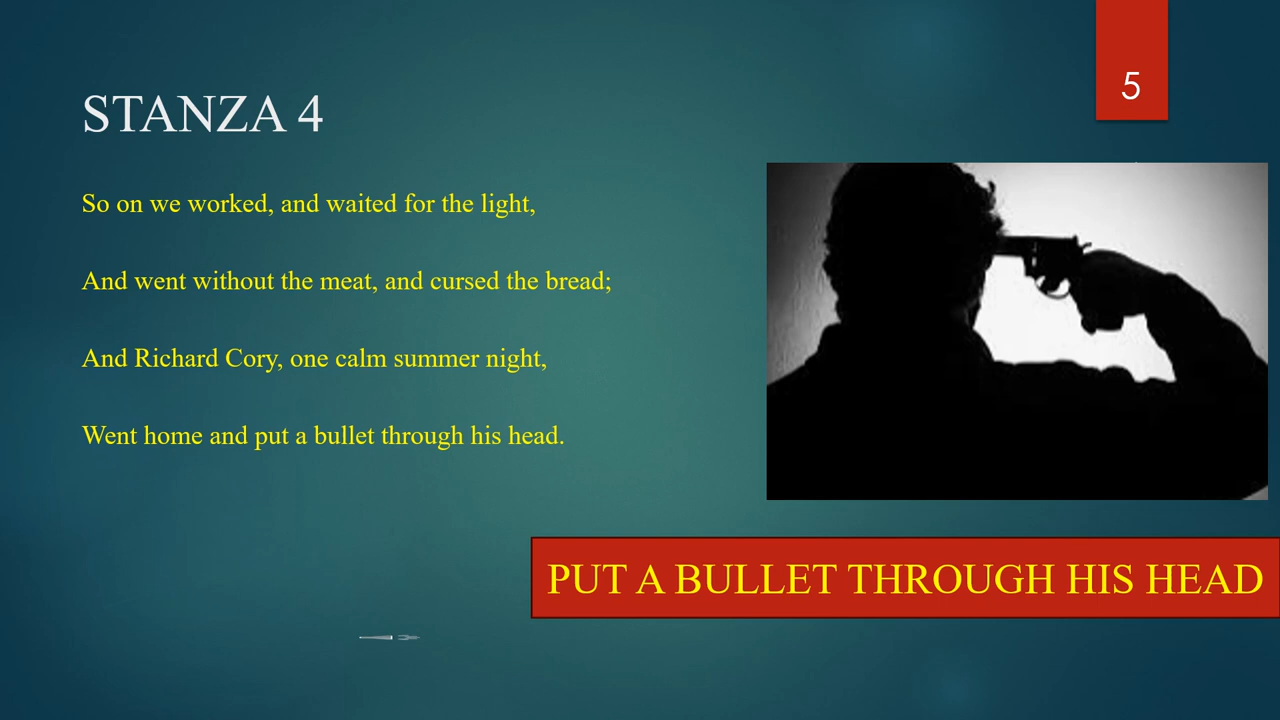 5
STANZA 4
So on we worked, and waited for the light,
And went without the meat, and cursed the bread;
And Richard Cory, one calm summer night,
Went home and put a bullet through his head.
PUT A BULLET THROUGH HIS HEAD